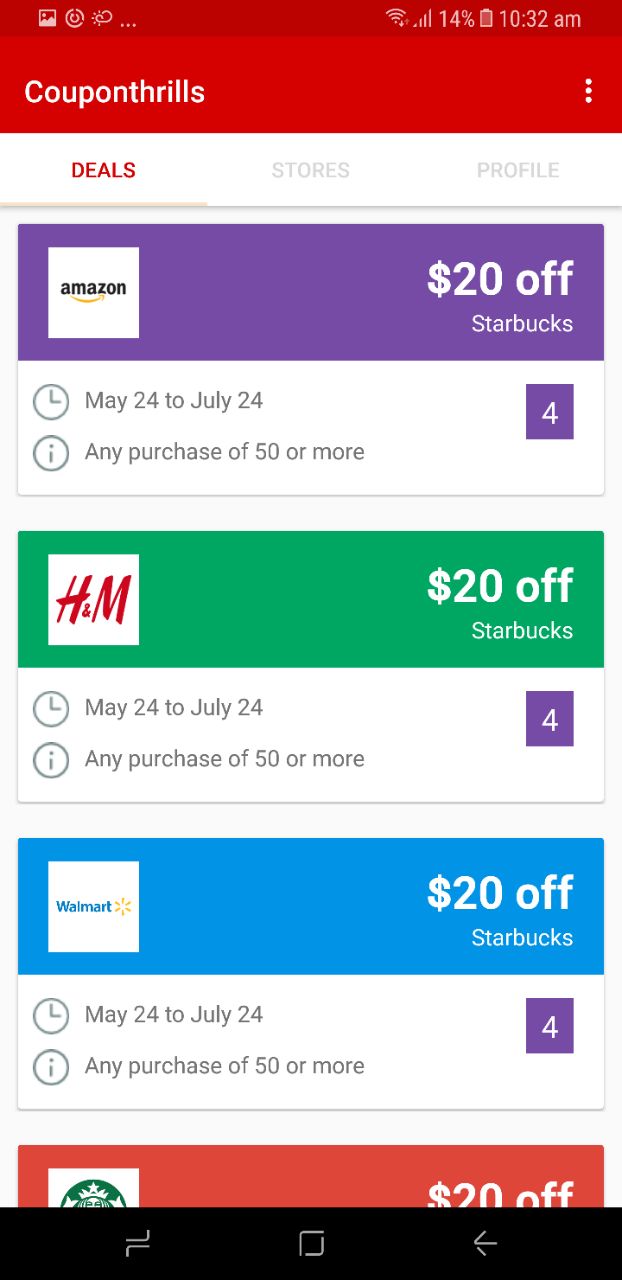 ... 14% 10:32 am
Couponthrills
DEALS STORES PROFILE
amazon
$20 off
Starbucks
May 24 to July 24
4
Any purchase of 50 or more
H&M
$20 off
Starbucks
May 24 to July 24
4
Any purchase of 50 or more
Walmart
$20 off
Starbucks
May 24 to July 24
4
Any purchase of 50 or more
$20 off